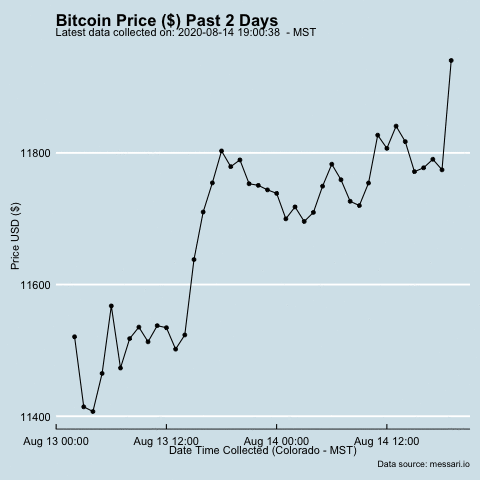 Bitcoin Price ($) Past 2 Days
Latest data collected on: 2020-08-14 19:00:38  - MST
Price USD ($)
11800
11600
11400
Aug 13 00:00 Aug 13 12:00 Aug 14 00:00 Aug 14 12:00
Date Time Collected (Colorado - MST)
Data source: messari.io